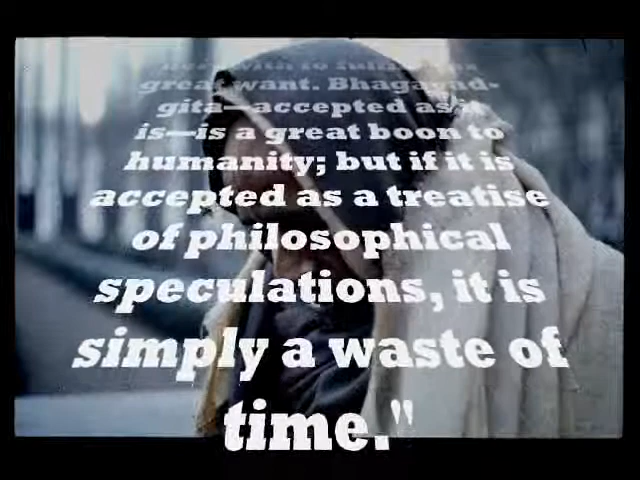 great want. Bhagavad-
gita—accepted as it
is—is a great boon to
humanity; but if it is
accepted as a treatise
of philosophical
speculations, it is
simply a waste of
time."